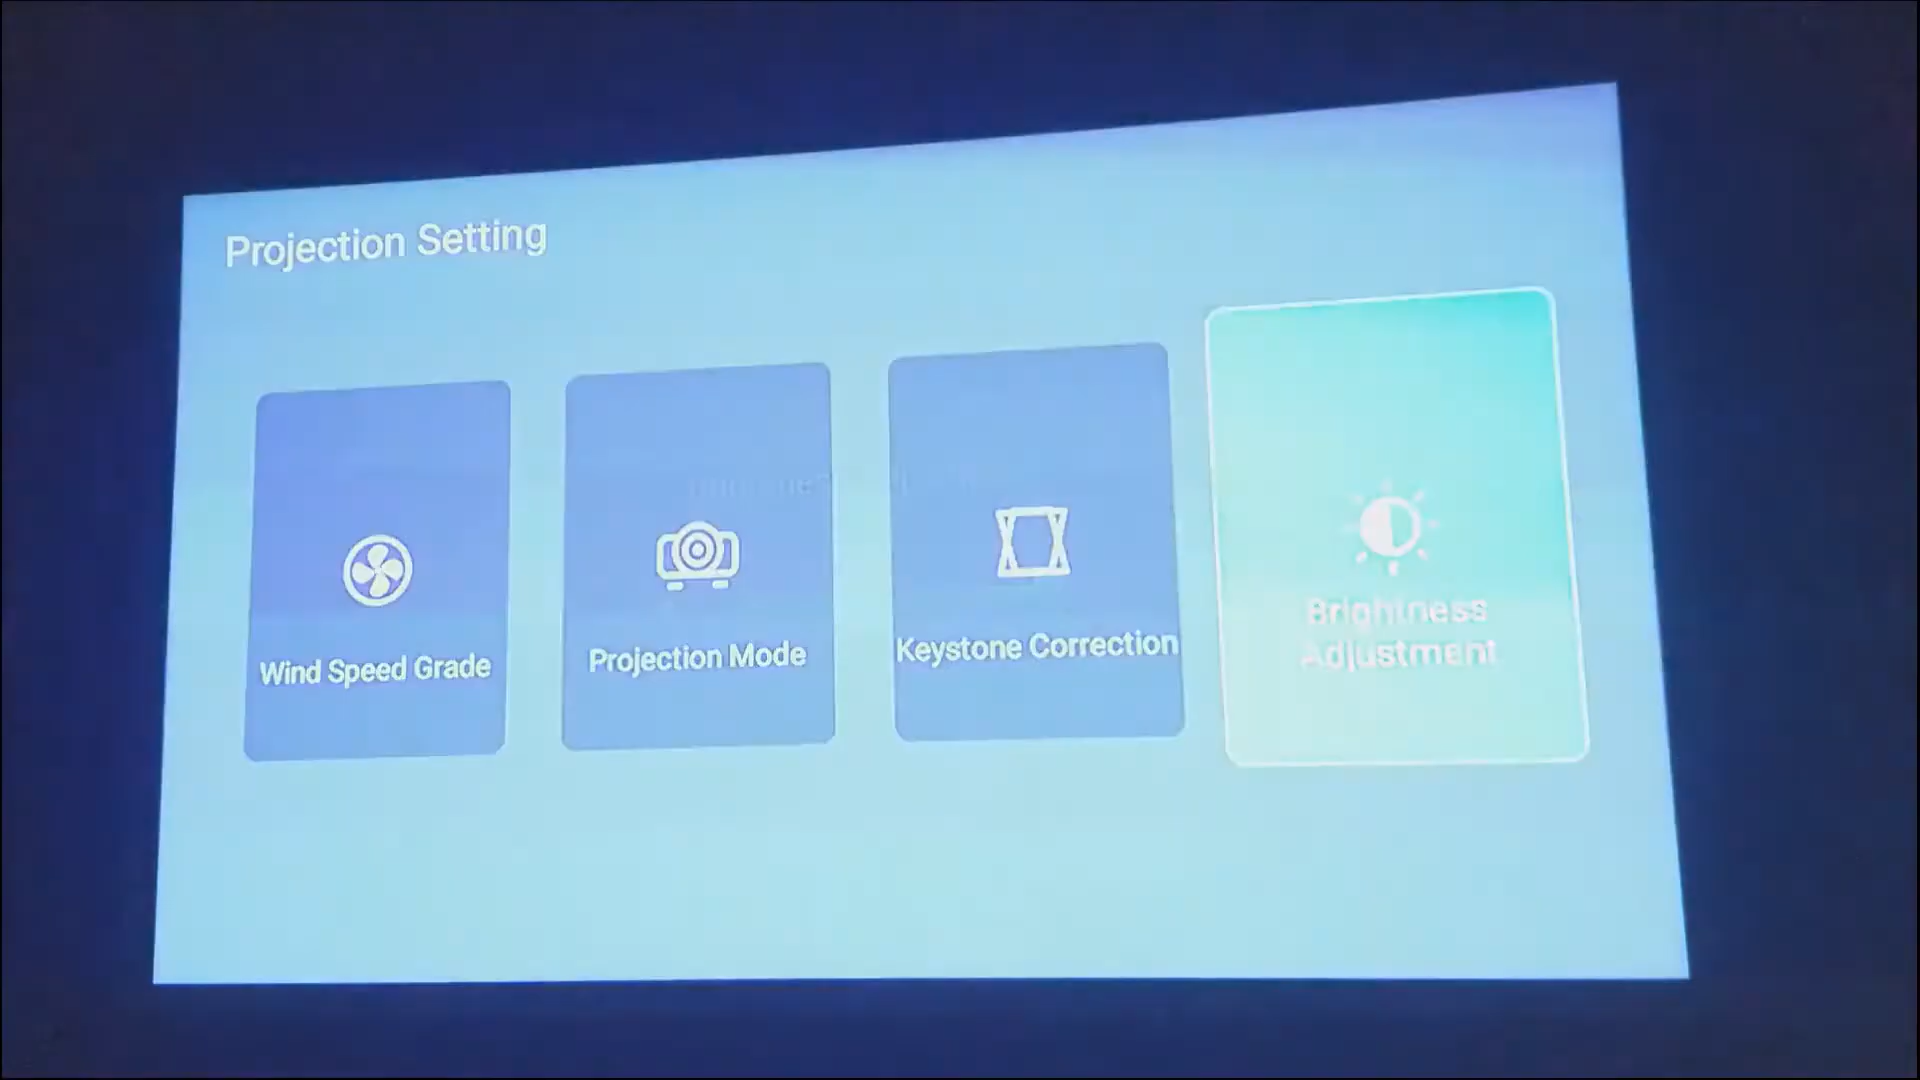 Projection Setting
Wind Speed Grade
Projection Mode
Keystone Correction
Brightness
Adjustment